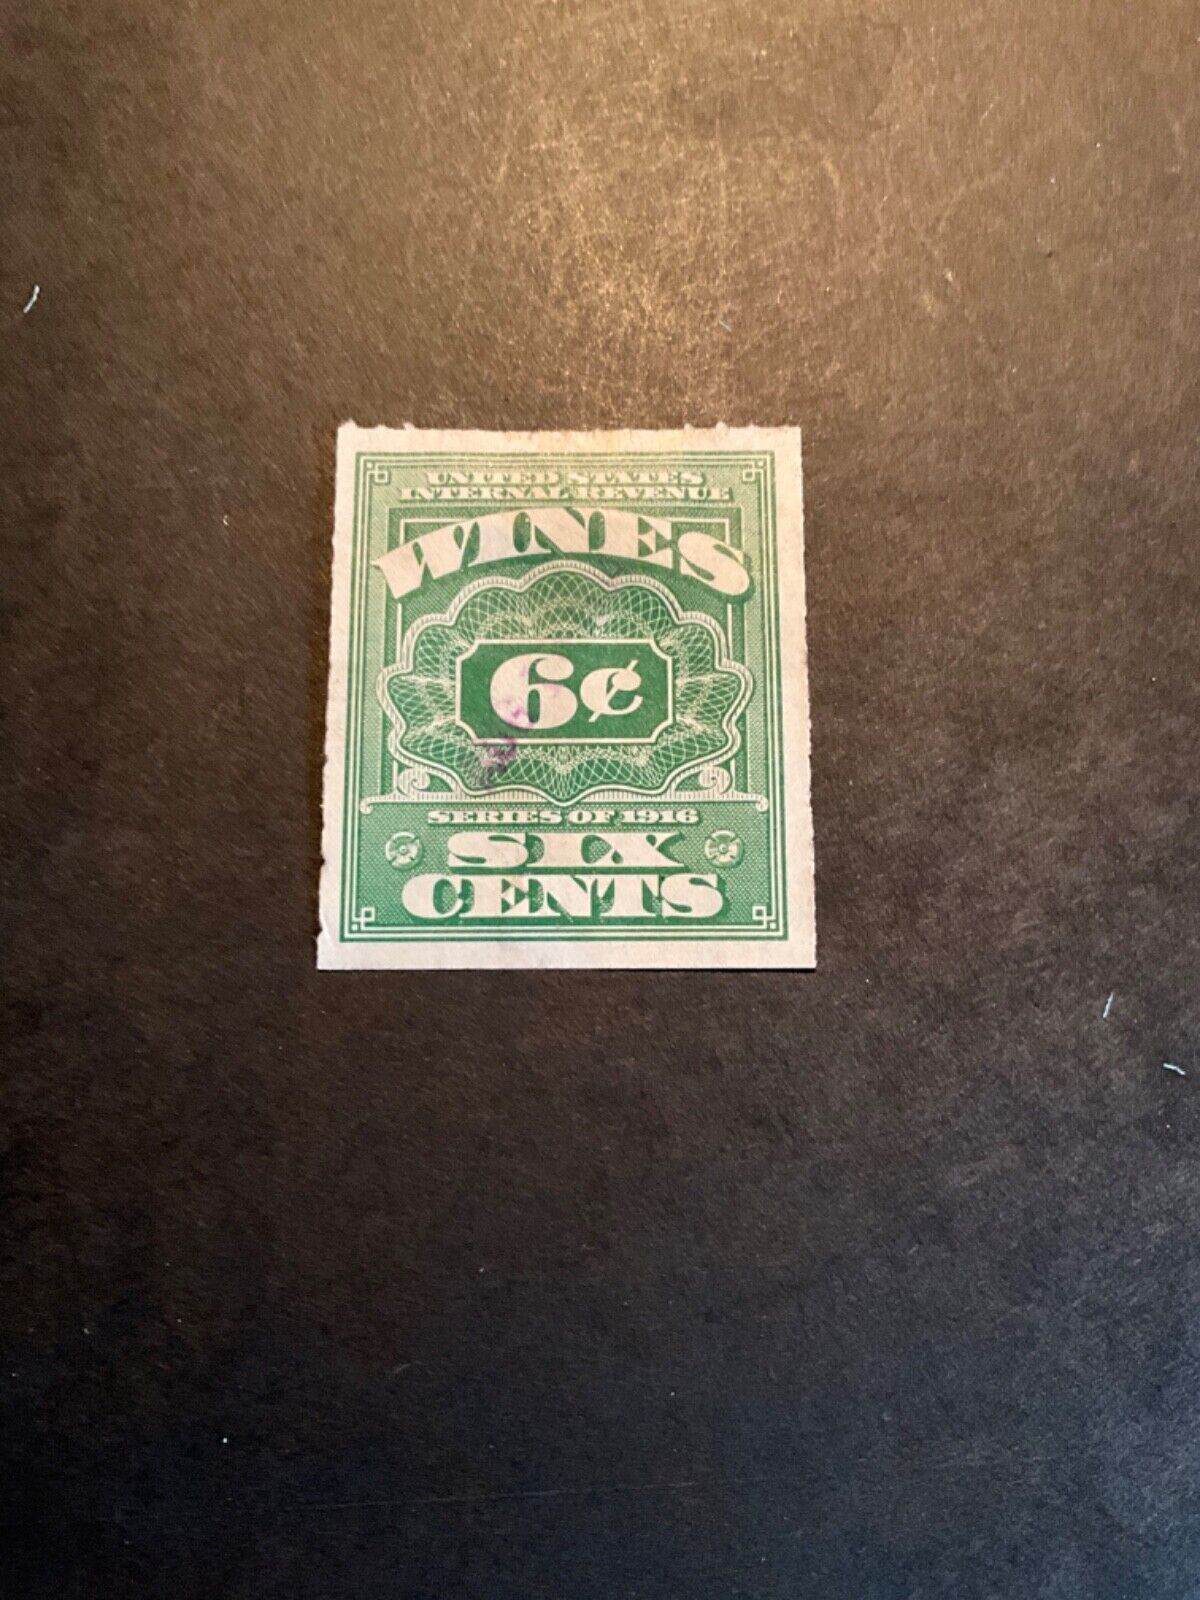 UNITED STATES
INTERNAL REVENUE
WINES
6¢
SERIES OF 1916
SIX
CENTS